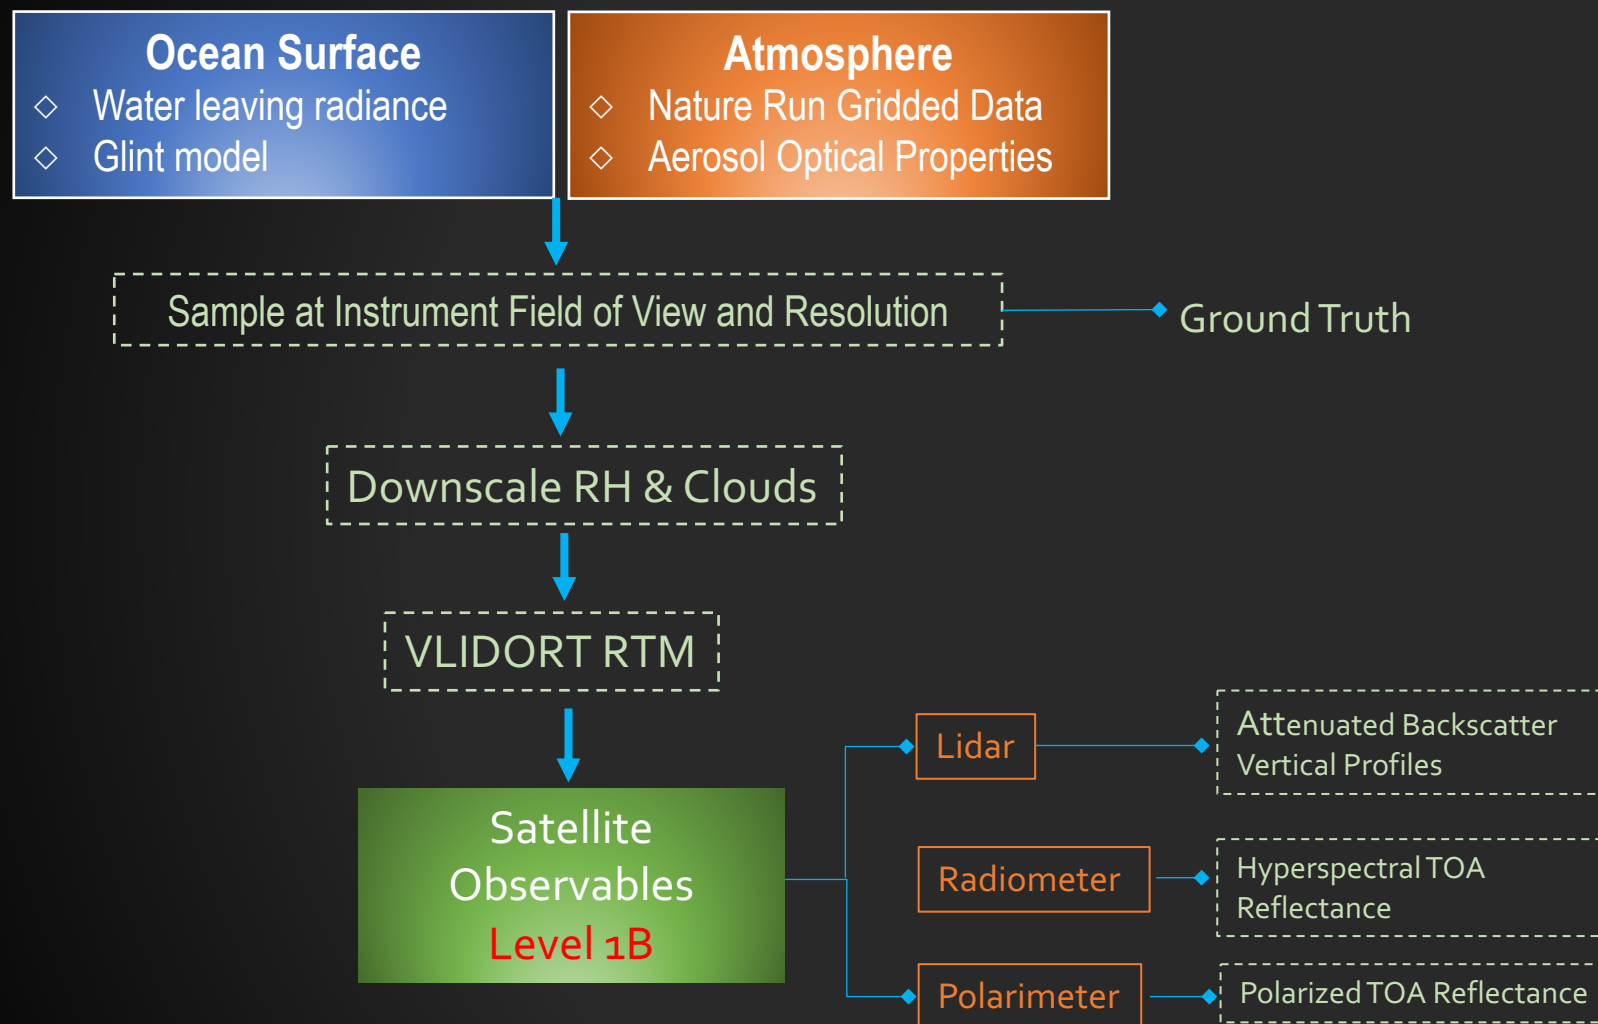 Ocean Surface
◇ Water leaving radiance
◇ Glint model
Atmosphere
◇ Nature Run Gridded Data
◇ Aerosol Optical Properties
Sample at Instrument Field of View and Resolution
Ground Truth
Downscale RH & Clouds
VLIDORT RTM
Satellite
Observables
Level 1B
Lidar
Attenuated Backscatter
Vertical Profiles
Radiometer
Hyperspectral TOA
Reflectance
Polarimeter
Polarized TOA Reflectance